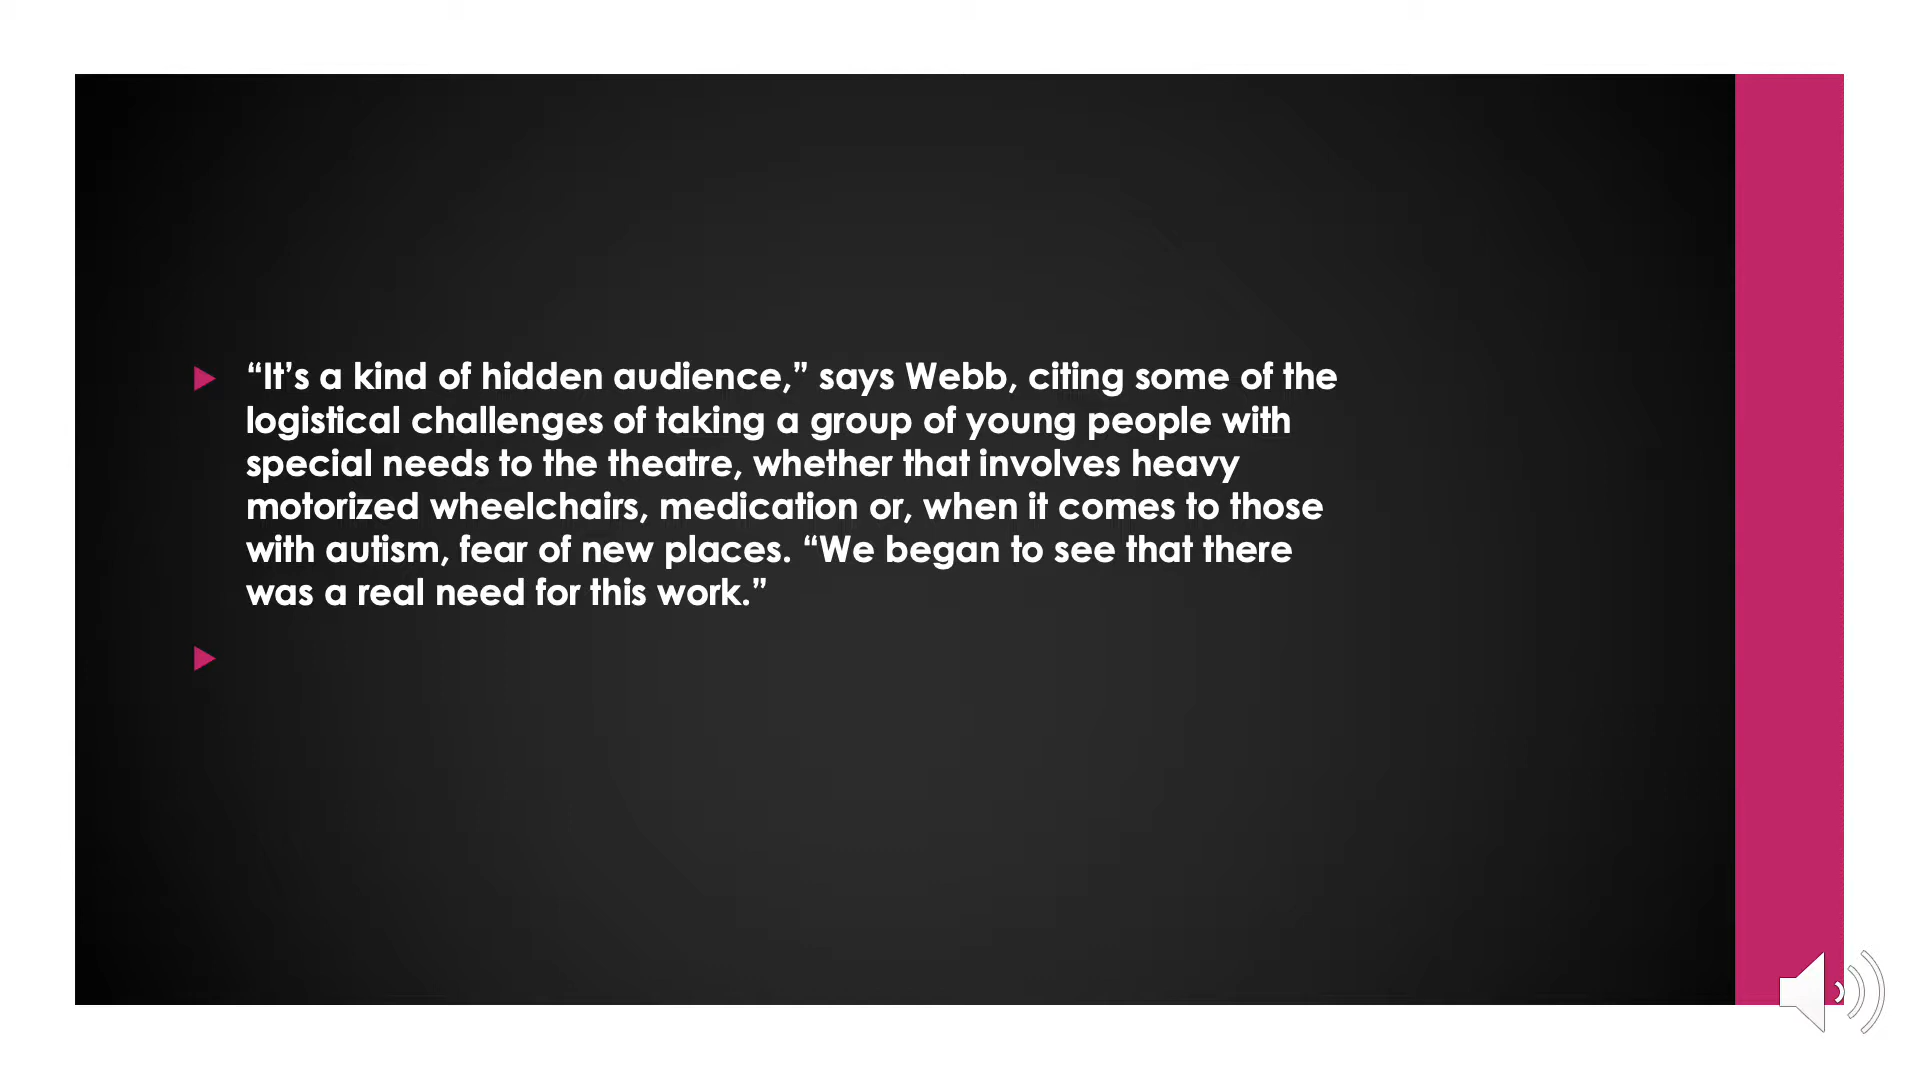 “It’s a kind of hidden audience,” says Webb, citing some of the
logistical challenges of taking a group of young people with
special needs to the theatre, whether that involves heavy
motorized wheelchairs, medication or, when it comes to those
with autism, fear of new places. “We began to see that there
was a real need for this work.”